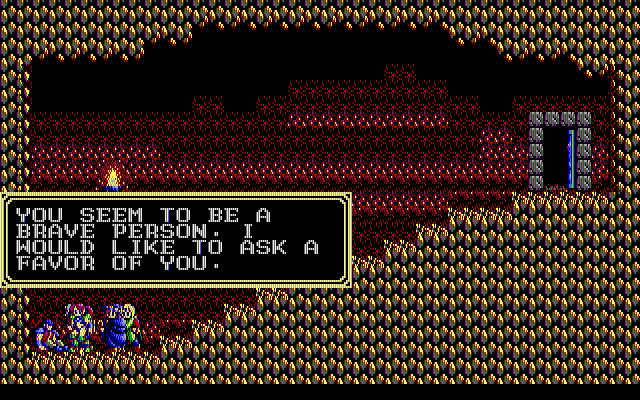 YOU SEEM TO BE A
BRAVE PERSON. I
WOULD LIKE TO ASK A
FAVOR OF YOU.